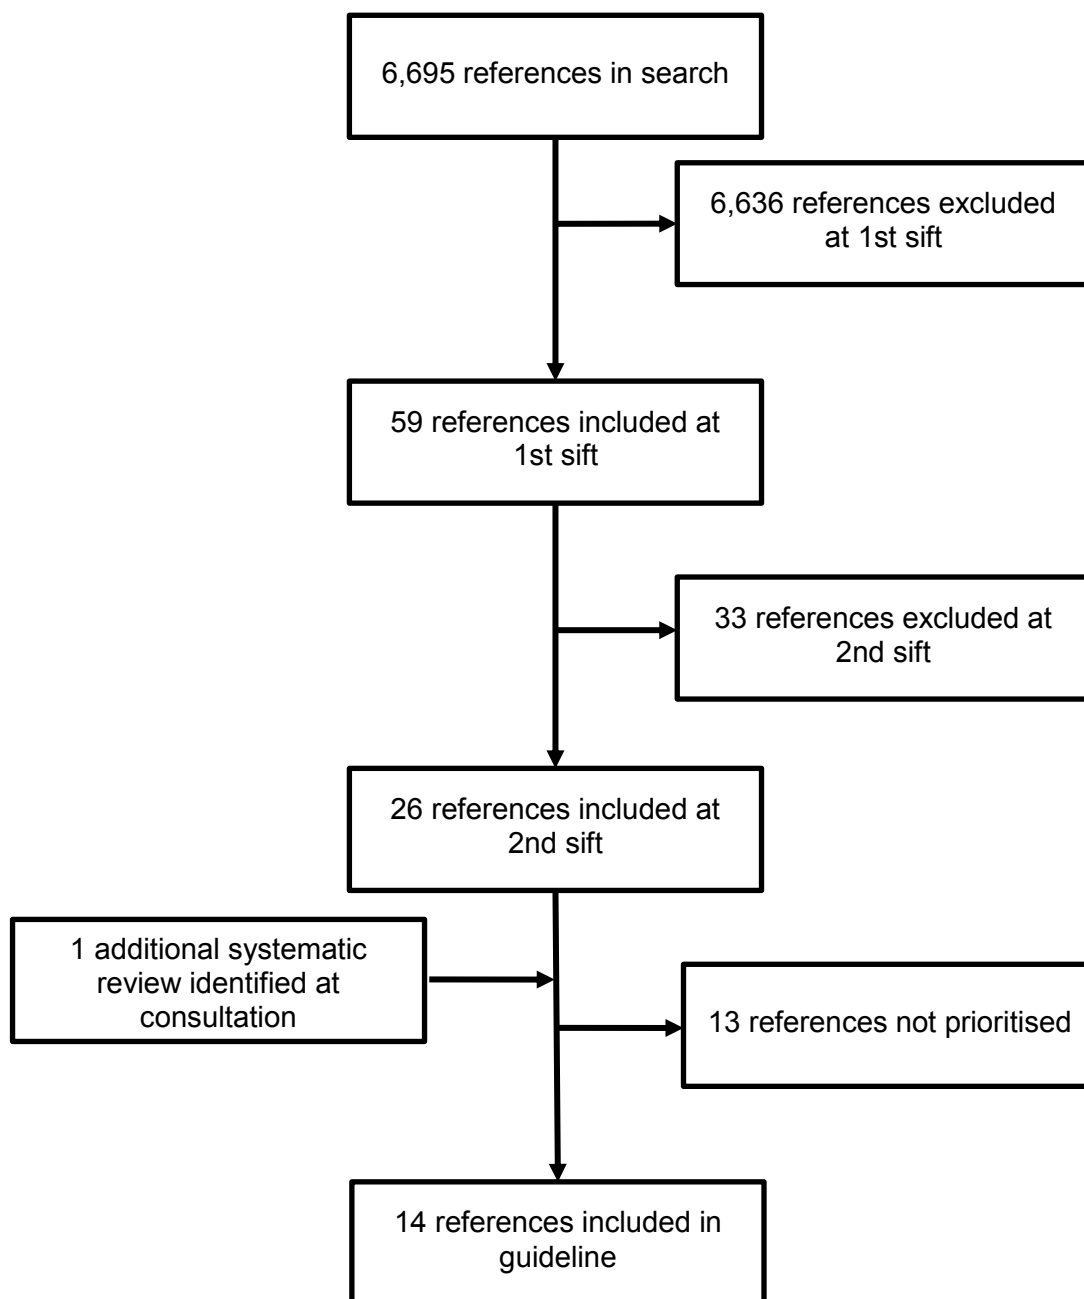 6,695 references in search
6,636 references excluded
at 1st sift
59 references included at
1st sift
33 references excluded at
2nd sift
26 references included at
2nd sift
1 additional systematic
review identified at
consultation
13 references not prioritised
14 references included in
guideline